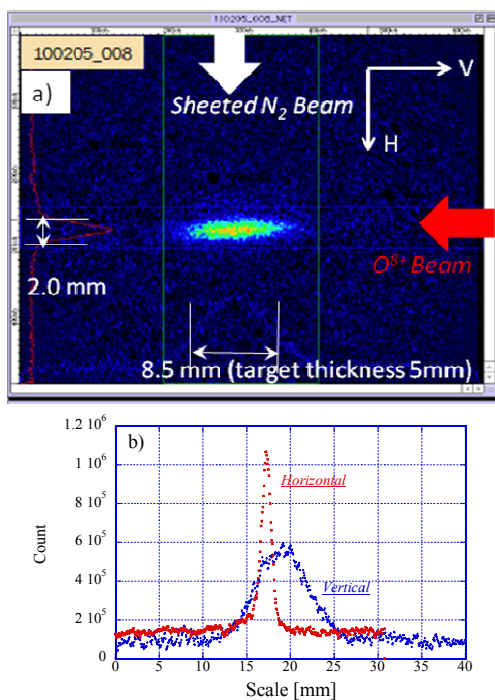 100205_008_NET
100205_008
a)
Sheeted N2 Beam
V
H
O8+ Beam
2.0 mm
8.5 mm (target thickness 5mm)
b)
1.2 10^6
1 10^6
8 10^5
6 10^5
4 10^5
2 10^5
0
Count
Horizontal
Vertical
0 5 10 15 20 25 30 35 40
Scale [mm]